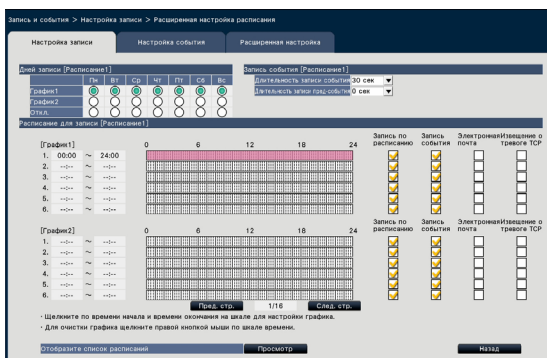 Запись и события > Настройка записи > Расширенная настройка расписания
Настройка записи Настройка события Расширенная настройка
Дней записи [Расписание1] Запись события [Расписание1]
Пн Вт Ср Чт Пт Сб Вс Длительность записи события 30 сек
График1 Длительность записи пред-события 0 сек
График2
Откл.
Расписание для записи [Расписание1]
[График1] 0 6 12 18 24 Запись по расписанию Запись события Электронная почта Извещение о тревоге TCP
1. 00:00 ~ 24:00
2. --:-- ~ --:--
3. --:-- ~ --:--
4. --:-- ~ --:--
5. --:-- ~ --:--
6. --:-- ~ --:--
[График2] 0 6 12 18 24 Запись по расписанию Запись события Электронная почта Извещение о тревоге TCP
1. --:-- ~ --:--
2. --:-- ~ --:--
3. --:-- ~ --:--
4. --:-- ~ --:--
5. --:-- ~ --:--
6. --:-- ~ --:--
Пред. стр. 1/16 След. стр.
· Щелкните по времени начала и времени окончания на шкале для настройки графика.
· Для очистки графика щелкните правой кнопкой мыши по шкале времени.
Отобразите список расписаний Просмотр Назад